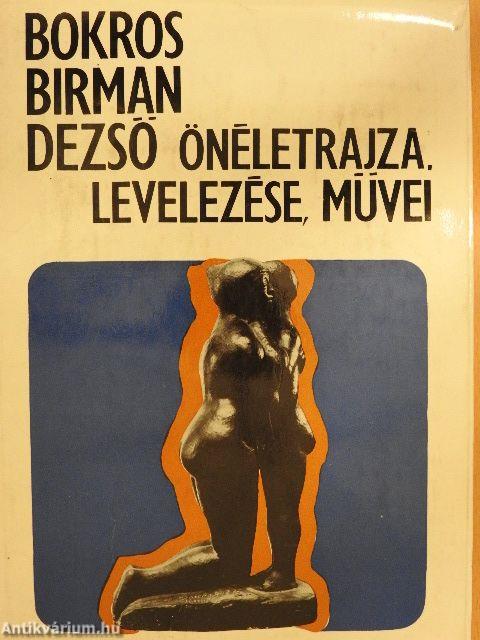 BOKROS
BIRMAN
DEZSŐ ÖNÉLETRAJZA,
LEVELEZÉSE, MŰVEI
Antikvárium.hu